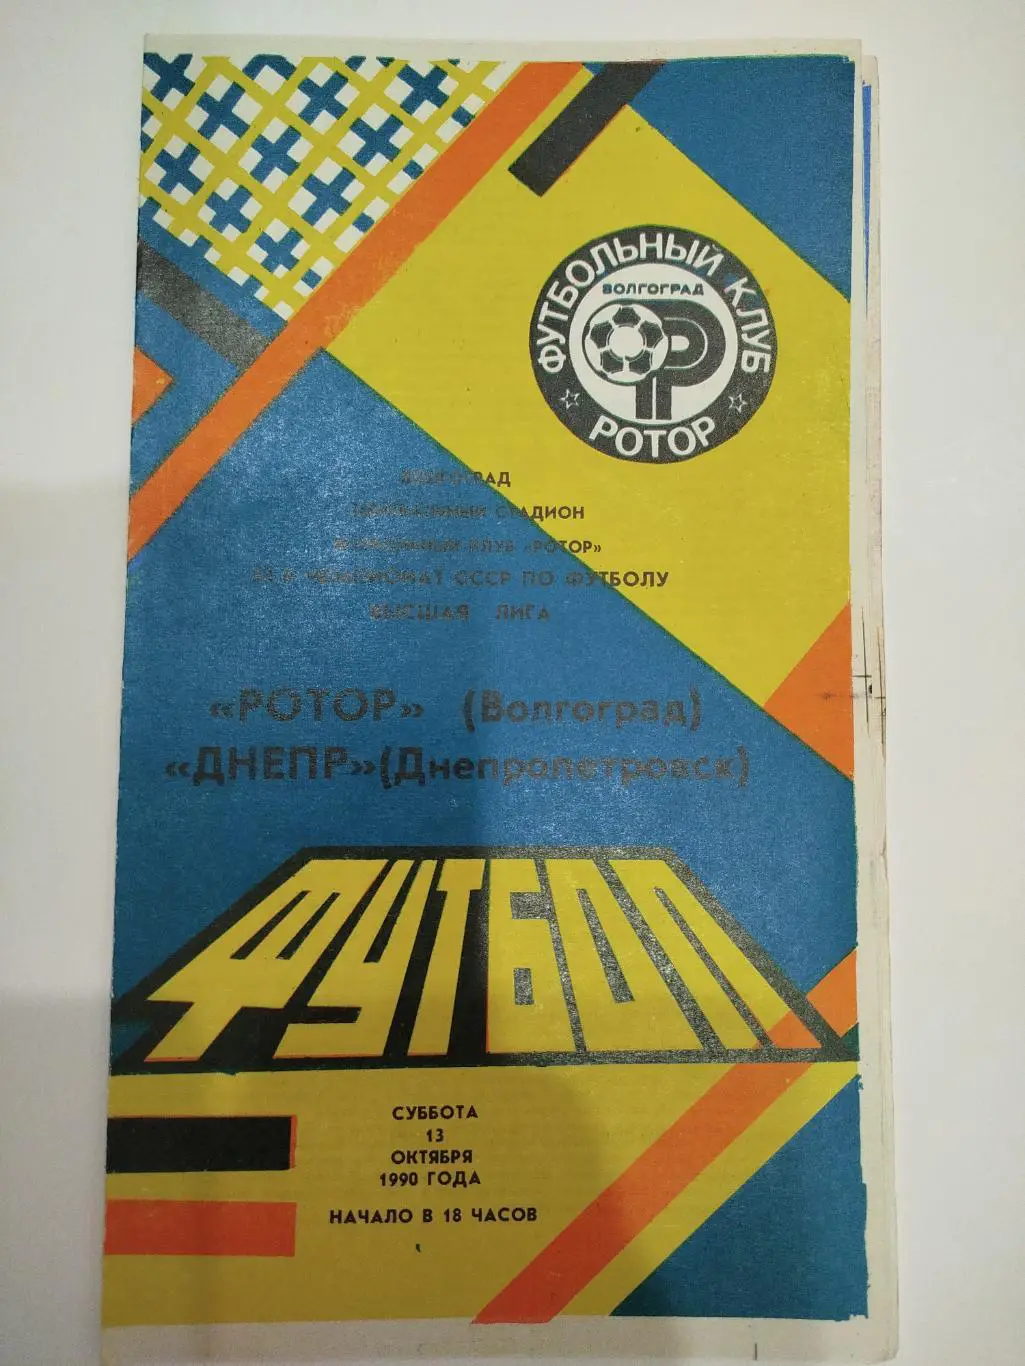 ФУТБОЛЬНЫЙ КЛУБ
ВОЛГОГРАД
Р
РОТОР
ВОЛГОГРАД
ЦЕНТРАЛЬНЫЙ СТАДИОН
ФУТБОЛЬНЫЙ КЛУБ «РОТОР»
ЧЕМПИОНАТ СССР ПО ФУТБОЛУ
ВЫСШАЯ ЛИГА
«РОТОР» (Волгоград)
«ДНЕПР»(Днепропетровск)
ФУТБОЛ
СУББОТА
13
ОКТЯБРЯ
1990 ГОДА
НАЧАЛО В 18 ЧАСОВ